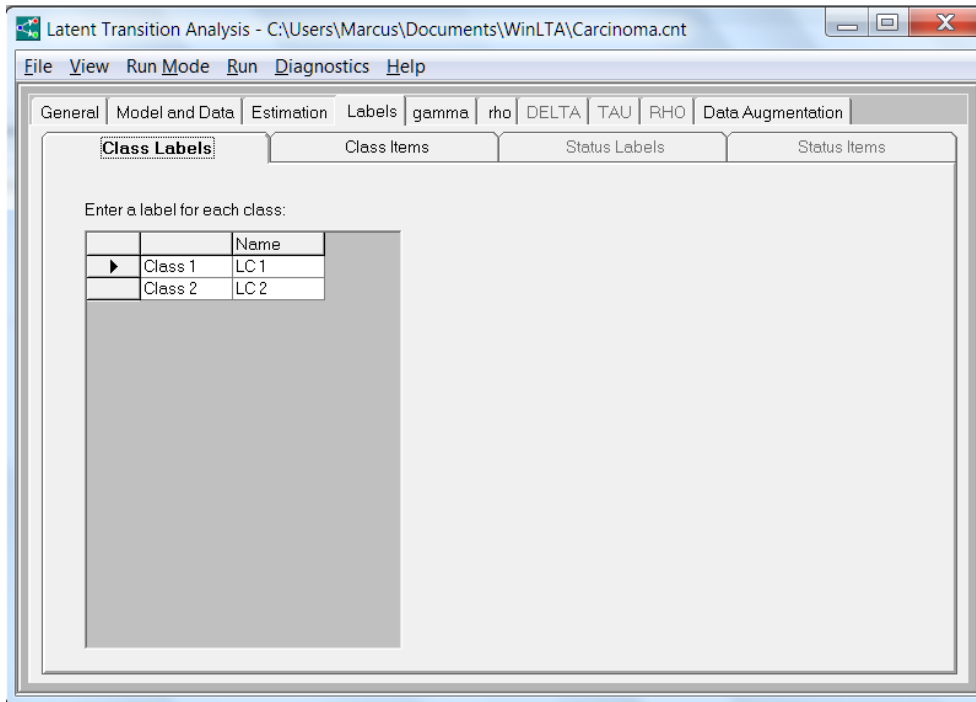 Latent Transition Analysis - C:\Users\Marcus\Documents\WinLTA\Carcinoma.cnt
File View Run Mode Run Diagnostics Help
General Model and Data Estimation Labels gamma rho DELTA TAU RHO Data Augmentation
Class Labels Class Items Status Labels Status Items
Enter a label for each class:
Name
Class 1 LC 1
Class 2 LC 2